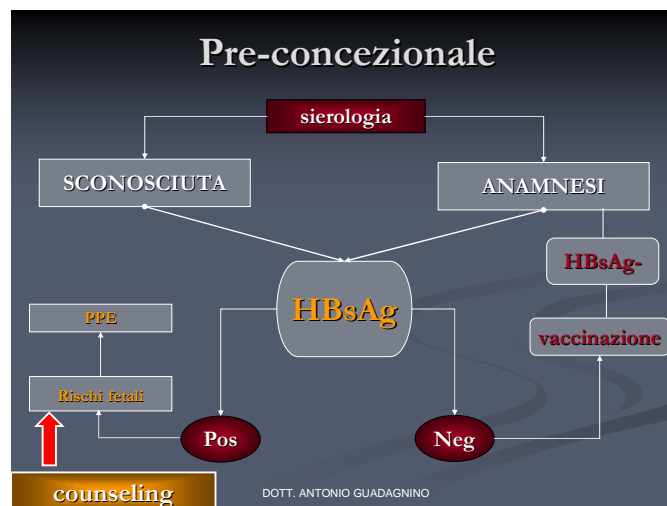 Pre-concezionale
sierologia
SCONOSCIUTA
ANAMNESI
HBsAg-
HBsAg
PPE
vaccinazione
Rischi fetali
Pos
Neg
counseling
DOTT. ANTONIO GUADAGNINO